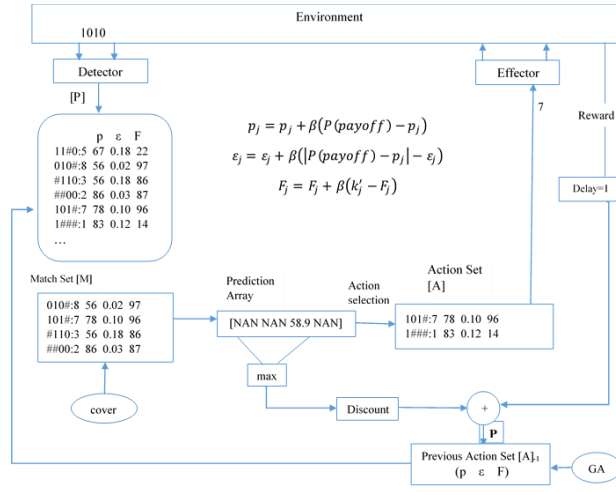 Environment
1010
Detector
Effector
[P]
7
Reward
p ε F
11#0:5 67 0.18 22
010#:8 56 0.02 97
#110:3 56 0.18 86
##00:2 86 0.03 87
101#:7 78 0.10 96
1###:1 83 0.12 14
...
p_j = p_j + β(P(payoff) − p_j)
ε_j = ε_j + β(|P(payoff) − p_j| − ε_j)
F_j = F_j + β(k'_j − F_j)
Delay=1
Match Set [M]
010#:8 56 0.02 97
101#:7 78 0.10 96
#110:3 56 0.18 86
##00:2 86 0.03 87
Prediction
Array
[NAN NAN 58.9 NAN]
Action
selection
Action Set
[A]
101#:7 78 0.10 96
1###:1 83 0.12 14
max
cover
Discount
+
P
Previous Action Set [A]-1
(p ε F)
GA